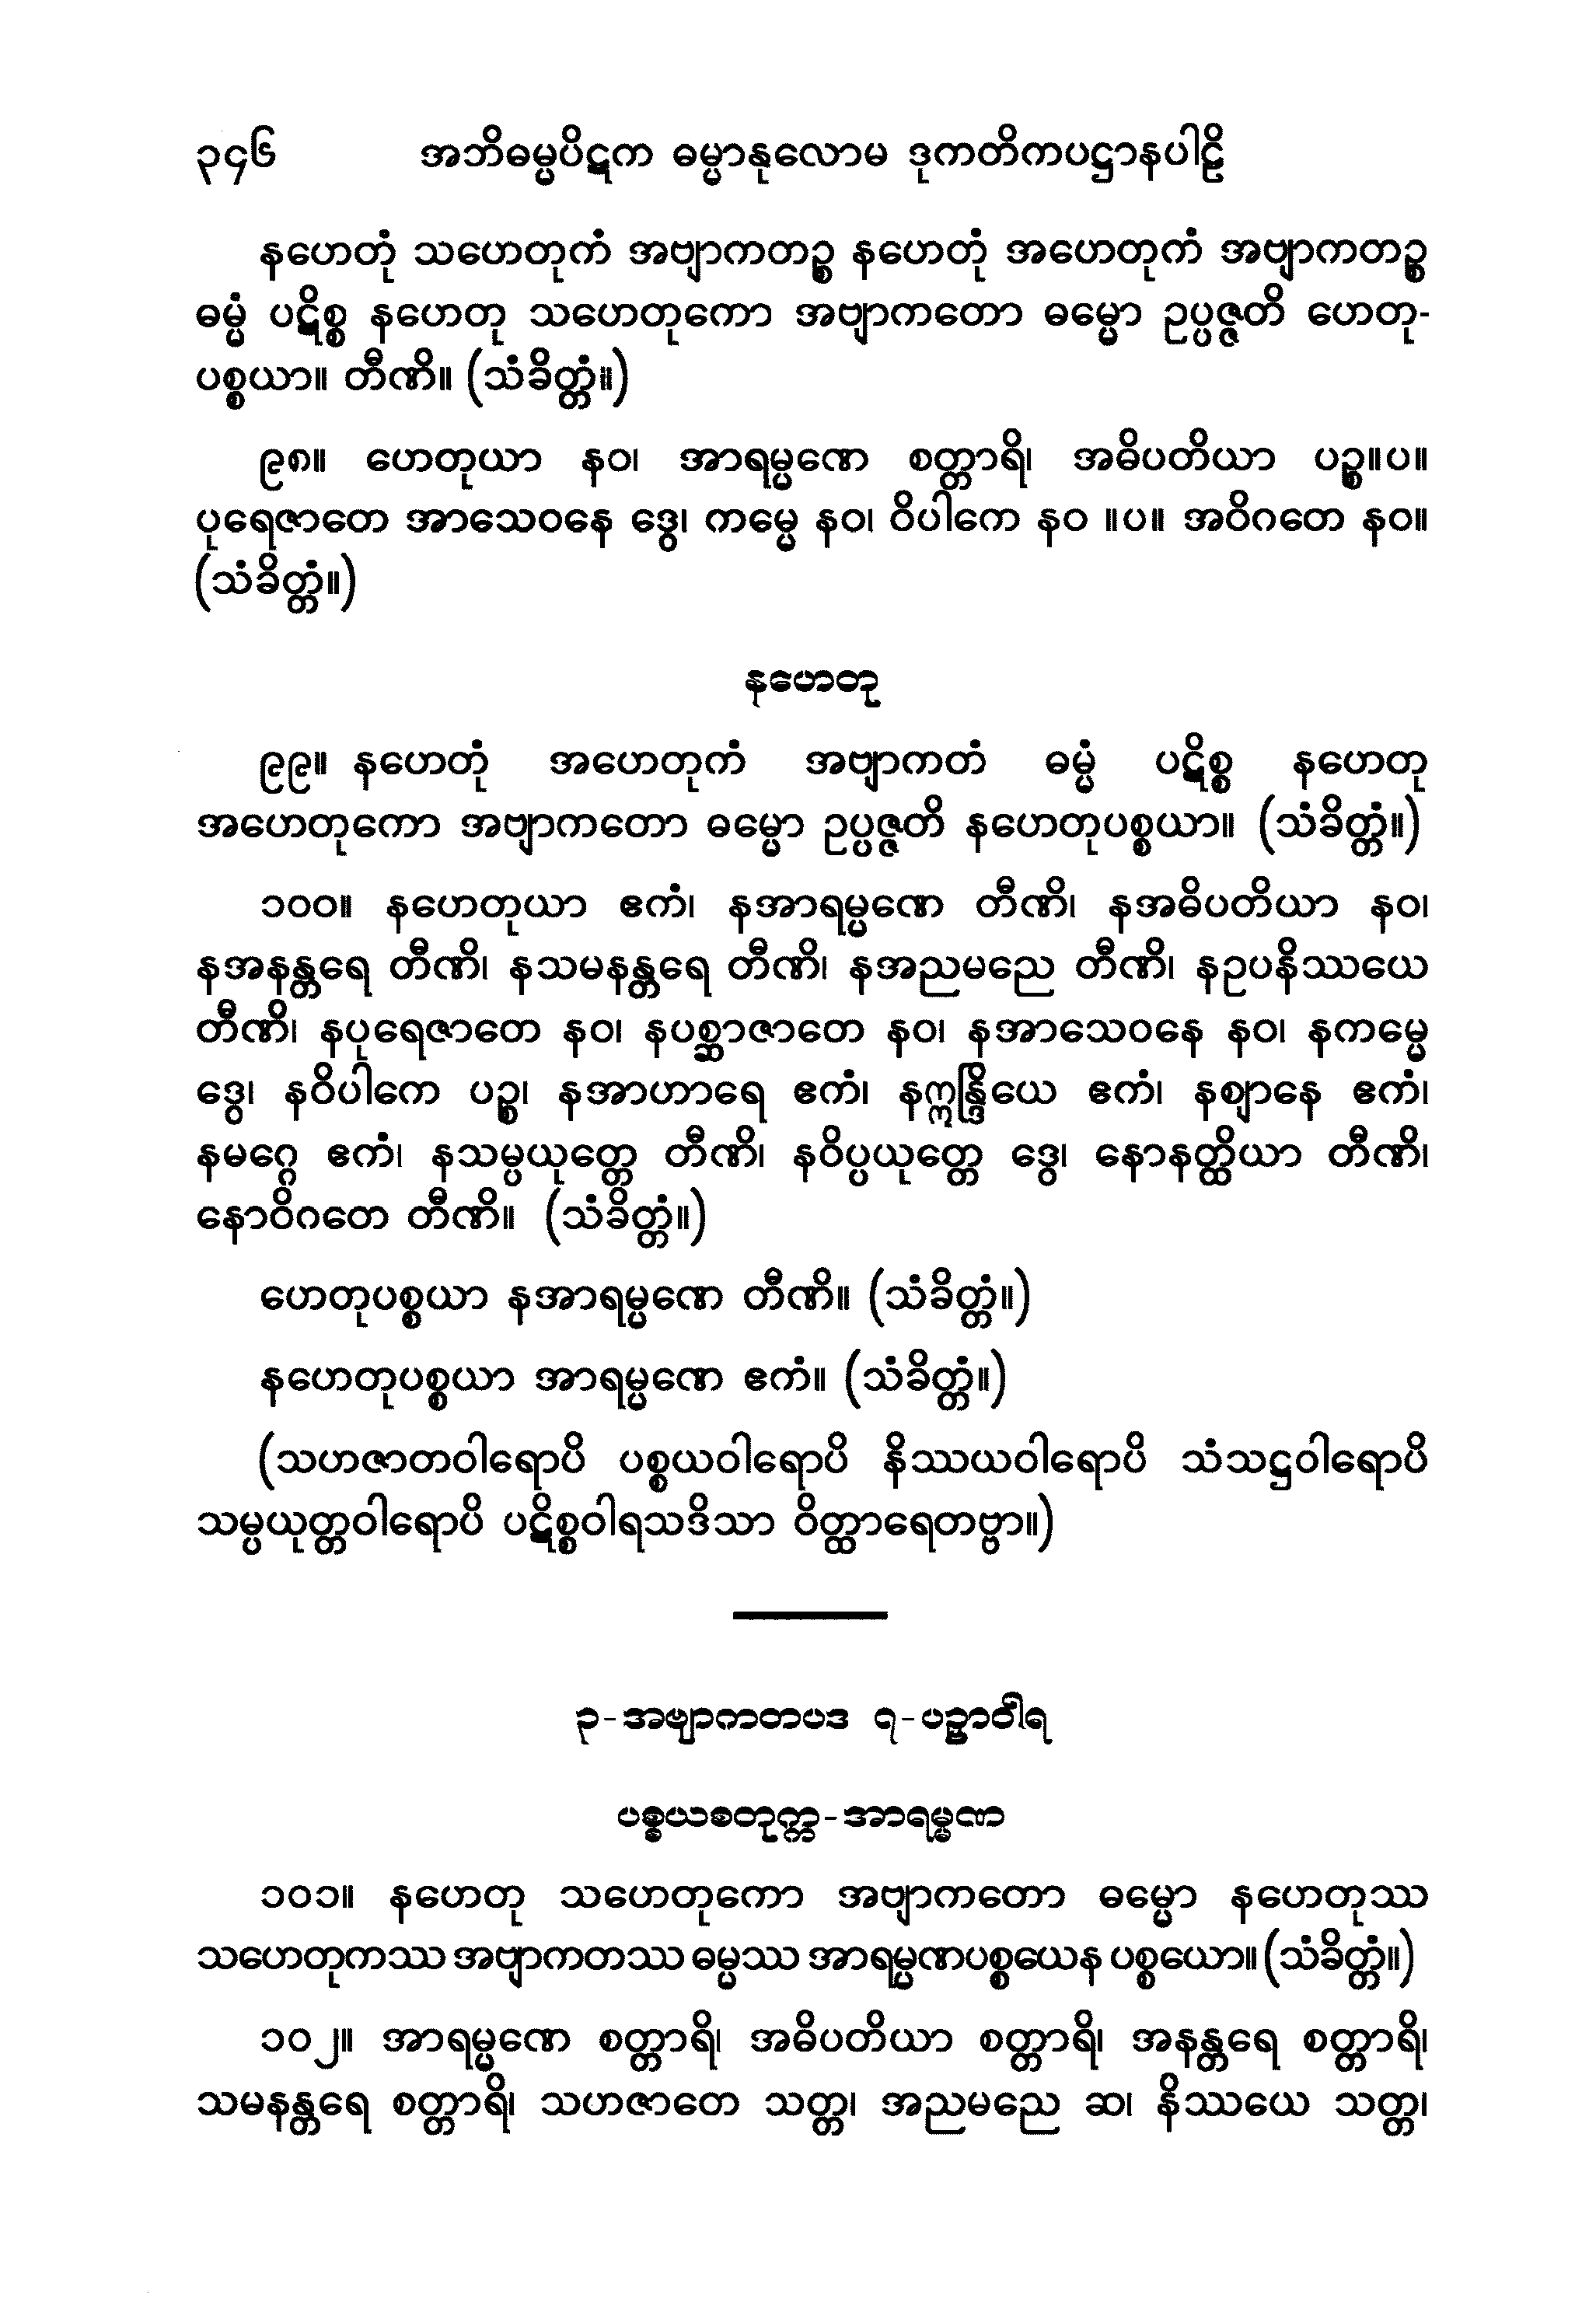 ၃၄၆ အဘိဓမ္မပိဋက ဓမ္မာနုလောမ ဒုကတိကပဋ္ဌာနပါဠိ
နဟေတုံ သဟေတုကံ အဗျာကတဉ္စ နဟေတုံ အဟေတုကံ အဗျာကတဉ္စ
ဓမ္မံ ပဋိစ္စ နဟေတု သဟေတုကော အဗျာကတော ဓမ္မော ဥပ္ပဇ္ဇတိ ဟေတု-
ပစ္စယာ။ တီဏိ။ (သံခိတ္တံ။)
၉၈။ ဟေတုယာ နဝ၊ အာရမ္မဏေ စတ္တာရိ၊ အဓိပတိယာ ပဉ္စ။ပ။
ပုရေဇာတေ အာသေဝနေ ဒွေ၊ ကမ္မေ နဝ၊ ဝိပါကေ နဝ ။ပ။ အဝိဂတေ နဝ။
(သံခိတ္တံ။)
နဟေတု
၉၉။ နဟေတုံ အဟေတုကံ အဗျာကတံ ဓမ္မံ ပဋိစ္စ နဟေတု
အဟေတုကော အဗျာကတော ဓမ္မော ဥပ္ပဇ္ဇတိ နဟေတုပစ္စယာ။ (သံခိတ္တံ။)
၁၀၀။ နဟေတုယာ ဧကံ၊ နအာရမ္မဏေ တီဏိ၊ နအဓိပတိယာ နဝ၊
နအနန္တရေ တီဏိ၊ နသမနန္တရေ တီဏိ၊ နအညမညေ တီဏိ၊ နဥပနိဿယေ
တီဏိ၊ နပုရေဇာတေ နဝ၊ နပစ္ဆာဇာတေ နဝ၊ နအာသေဝနေ နဝ၊ နကမ္မေ
ဒွေ၊ နဝိပါကေ ပဉ္စ၊ နအာဟာရေ ဧကံ၊ နဣန္ဒြိယေ ဧကံ၊ နဈာနေ ဧကံ၊
နမဂ္ဂေ ဧကံ၊ နသမ္ပယုတ္တေ တီဏိ၊ နဝိပ္ပယုတ္တေ ဒွေ၊ နောနတ္ထိယာ တီဏိ၊
နောဝိဂတေ တီဏိ။ (သံခိတ္တံ။)
ဟေတုပစ္စယာ နအာရမ္မဏေ တီဏိ။ (သံခိတ္တံ။)
နဟေတုပစ္စယာ အာရမ္မဏေ ဧကံ။ (သံခိတ္တံ။)
(သဟဇာတဝါရောပိ ပစ္စယဝါရောပိ နိဿယဝါရောပိ သံသဋ္ဌဝါရောပိ
သမ္ပယုတ္တဝါရောပိ ပဋိစ္စဝါရသဒိသာ ဝိတ္ထာရေတဗ္ဗာ။)
၃-အဗျာကတပဒ ၇-ပဉှာဝါရ
ပစ္စယစတုက္က-အာရမ္မဏ
၁၀၁။ နဟေတု သဟေတုကော အဗျာကတော ဓမ္မော နဟေတုဿ
သဟေတုကဿ အဗျာကတဿ ဓမ္မဿ အာရမ္မဏပစ္စယေန ပစ္စယော။ (သံခိတ္တံ။)
၁၀၂။ အာရမ္မဏေ စတ္တာရိ၊ အဓိပတိယာ စတ္တာရိ၊ အနန္တရေ စတ္တာရိ၊
သမနန္တရေ စတ္တာရိ၊ သဟဇာတေ သတ္တ၊ အညမညေ ဆ၊ နိဿယေ သတ္တ၊